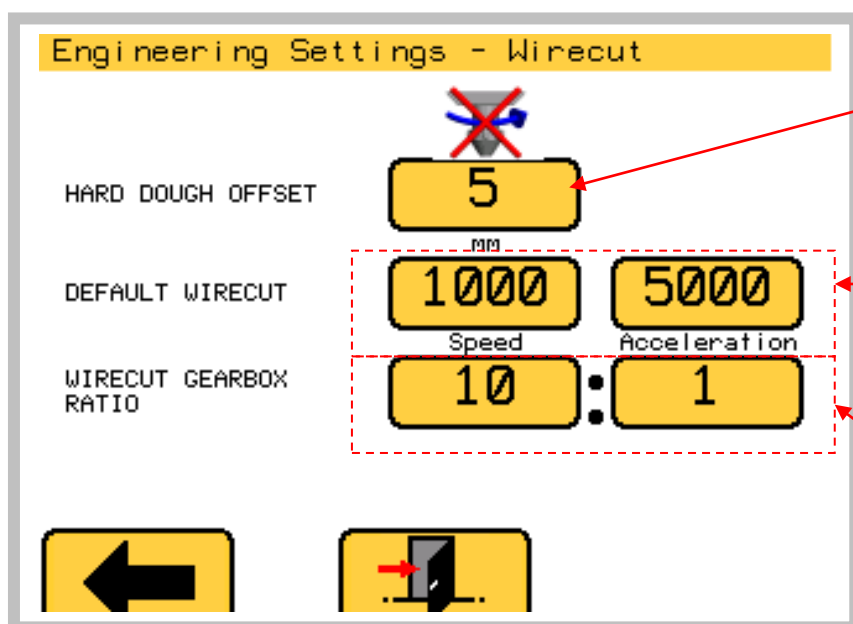 Engineering Settings - Wirecut
HARD DOUGH OFFSET
5
MM
DEFAULT WIRECUT
1000
5000
Speed
Acceleration
WIRECUT GEARBOX
RATIO
10 : 1